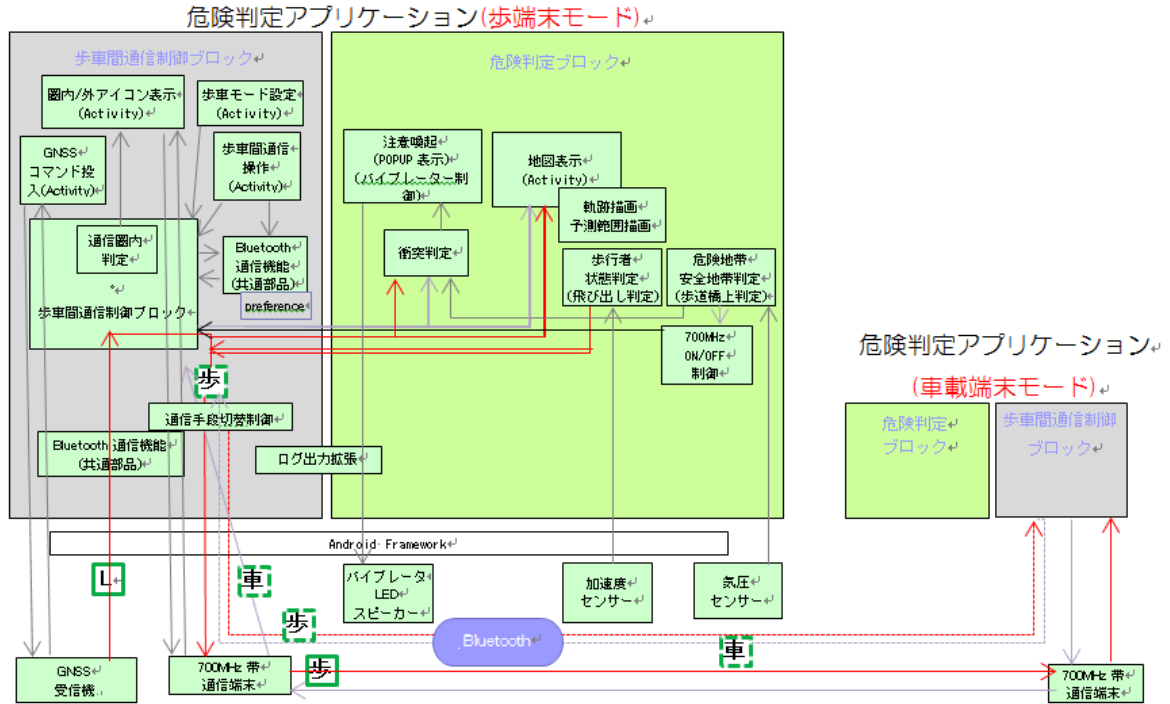 危険判定アプリケーション(歩端末モード)
歩車間通信制御ブロック
危険判定ブロック
圏内/外アイコン表示
(Activity)
歩車モード設定
(Activity)
GNSS
コマンド投
入(Activity)
歩車間通信
操作
(Activity)
注意喚起
(POPUP 表示)
(バイブレーター制
御)
地図表示
(Activity)
軌跡描画
予測範囲描画
通信圏内
判定
歩車間通信制御ブロック
Bluetooth
通信機能
(共通部品)
preference
衝突判定
歩行者
状態判定
(飛び出し判定)
危険地帯
安全地帯判定
(歩道橋上判定)
700MHz
ON/OFF
制御
歩
通信手段切替制御
Bluetooth 通信機能
(共通部品)
ログ出力拡張
危険判定アプリケーション
(車載端末モード)
危険判定
ブロック
歩車間通信制御
ブロック
Android Framework
L
車
バイブレータ
LED
スピーカー
加速度
センサー
気圧
センサー
歩
Bluetooth
車
GNSS
受信機
700MHz 帯
通信端末
歩
700MHz 帯
通信端末